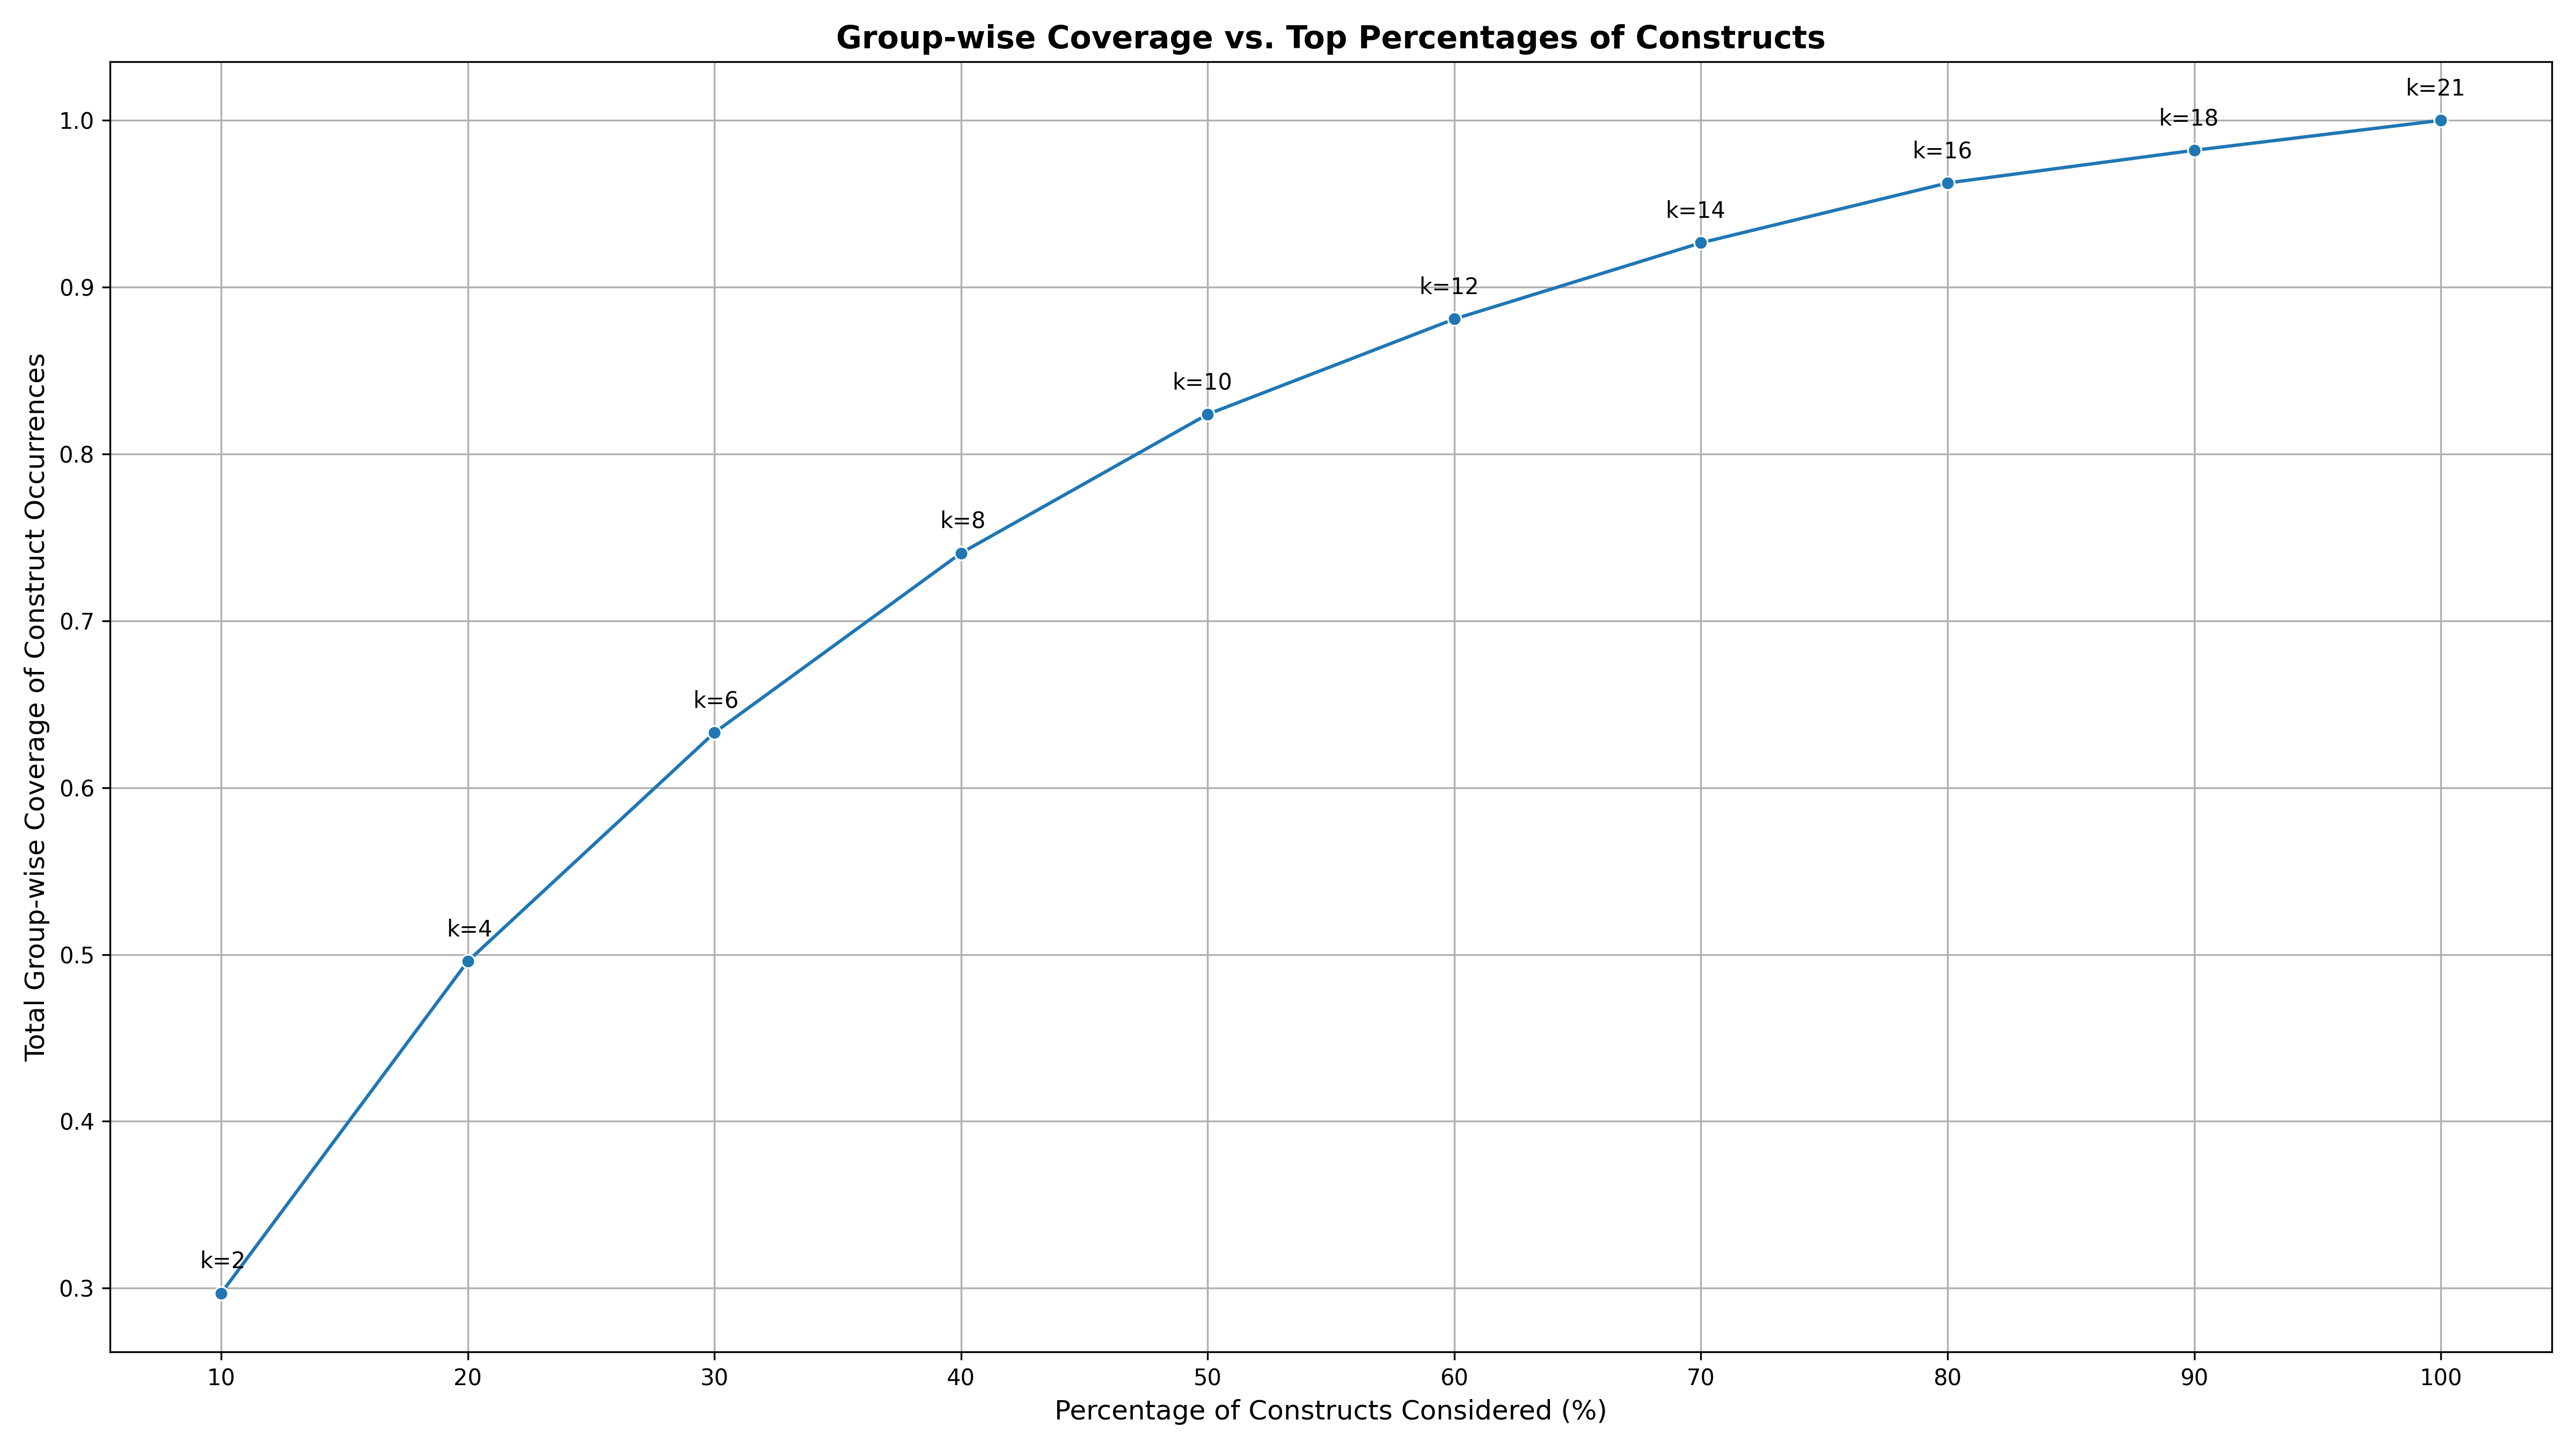 Group-wise Coverage vs. Top Percentages of Constructs
Total Group-wise Coverage of Construct Occurrences
1.0
0.9
0.8
0.7
0.6
0.5
0.4
0.3
k=2
k=4
k=6
k=8
k=10
k=12
k=14
k=16
k=18
k=21
10 20 30 40 50 60 70 80 90 100
Percentage of Constructs Considered (%)